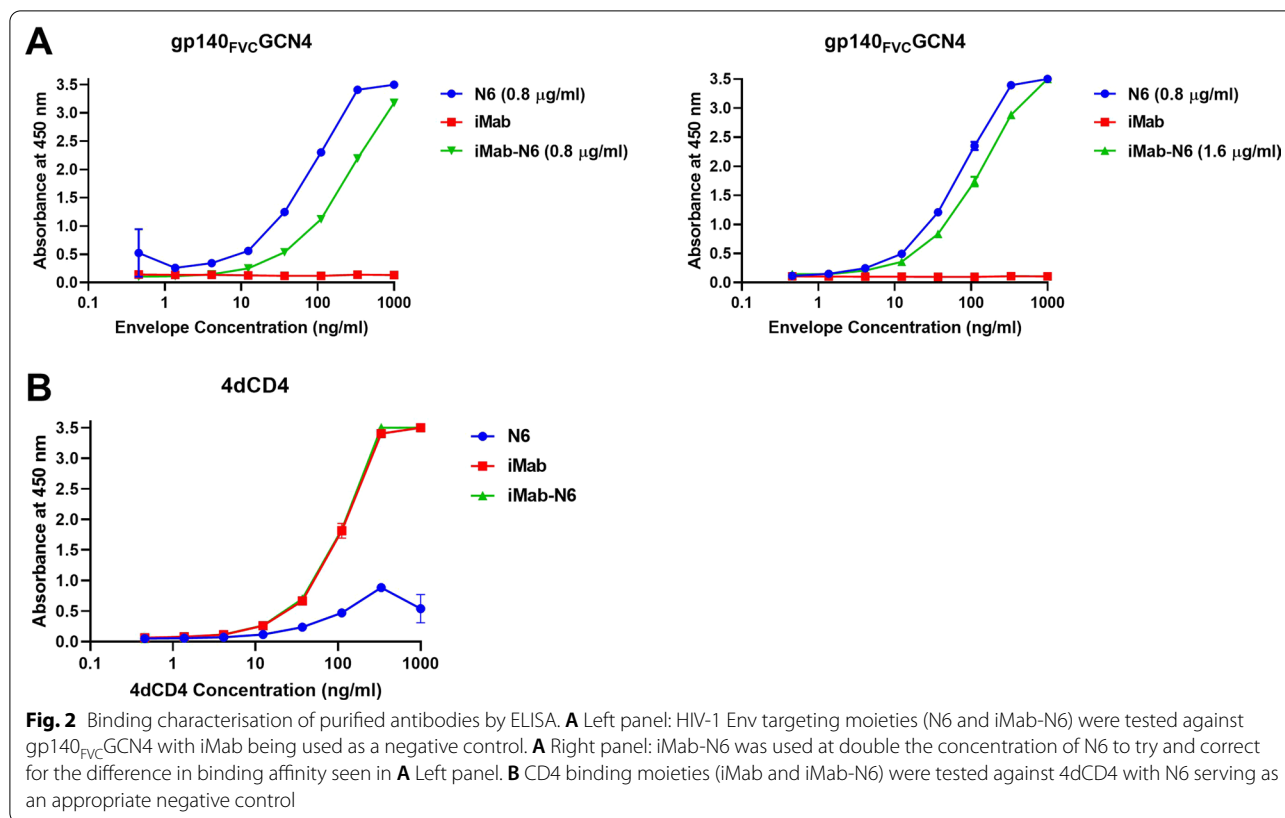 A
gp140FVCGCN4
Absorbance at 450 nm
3.5
3.0
2.5
2.0
1.5
1.0
0.5
0.0
0.1 1 10 100 1000
Envelope Concentration (ng/ml)
N6 (0.8 μg/ml)
iMab
iMab-N6 (0.8 μg/ml)
gp140FVCGCN4
Absorbance at 450 nm
3.5
3.0
2.5
2.0
1.5
1.0
0.5
0.0
0.1 1 10 100 1000
Envelope Concentration (ng/ml)
N6 (0.8 μg/ml)
iMab
iMab-N6 (1.6 μg/ml)
B
4dCD4
Absorbance at 450 nm
3.5
3.0
2.5
2.0
1.5
1.0
0.5
0.0
0.1 1 10 100 1000
4dCD4 Concentration (ng/ml)
N6
iMab
iMab-N6
Fig. 2 Binding characterisation of purified antibodies by ELISA. A Left panel: HIV-1 Env targeting moieties (N6 and iMab-N6) were tested against
gp140FVCGCN4 with iMab being used as a negative control. A Right panel: iMab-N6 was used at double the concentration of N6 to try and correct
for the difference in binding affinity seen in A Left panel. B CD4 binding moieties (iMab and iMab-N6) were tested against 4dCD4 with N6 serving as
an appropriate negative control